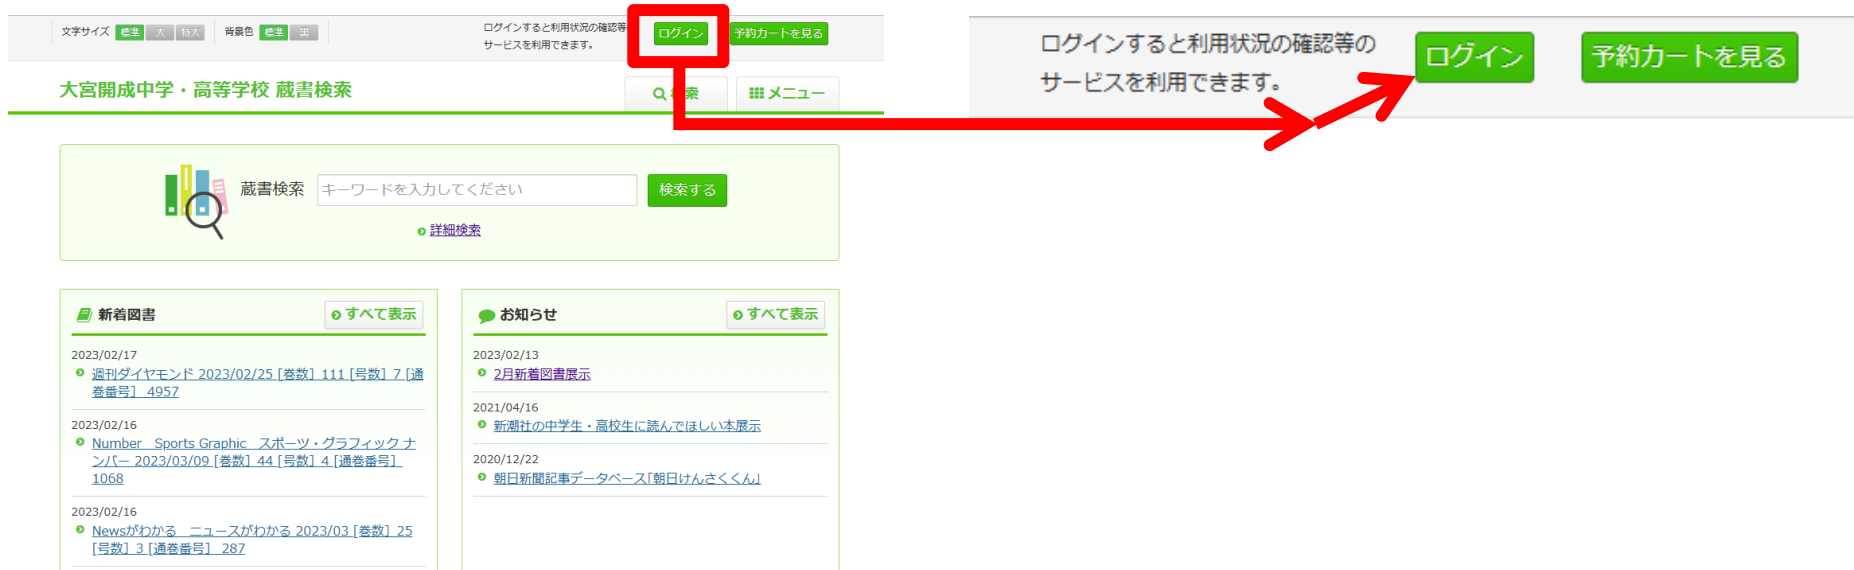 文字サイズ 標準 大 特大 背景色 標準 黒
ログインすると利用状況の確認等
サービスを利用できます。
ログイン
予約カートを見る
大宮開成中学・高等学校 蔵書検索
索
メニュー
蔵書検索 キーワードを入力してください 検索する
詳細検索
新着図書 すべて表示
2023/02/17
週刊ダイヤモンド 2023/02/25 [巻数] 111 [号数] 7 [通
巻番号] 4957
2023/02/16
Number Sports Graphic スポーツ・グラフィック ナ
ンバー 2023/03/09 [巻数] 44 [号数] 4 [通巻番号]
1068
2023/02/16
Newsがわかる ニュースがわかる 2023/03 [巻数] 25
[号数] 3 [通巻番号] 287
お知らせ すべて表示
2023/02/13
2月新着図書展示
2021/04/16
新潮社の中学生・高校生に読んでほしい本展示
2020/12/22
朝日新聞記事データベース「朝日けんさくくん」
ログインすると利用状況の確認等の
サービスを利用できます。
ログイン
予約カートを見る